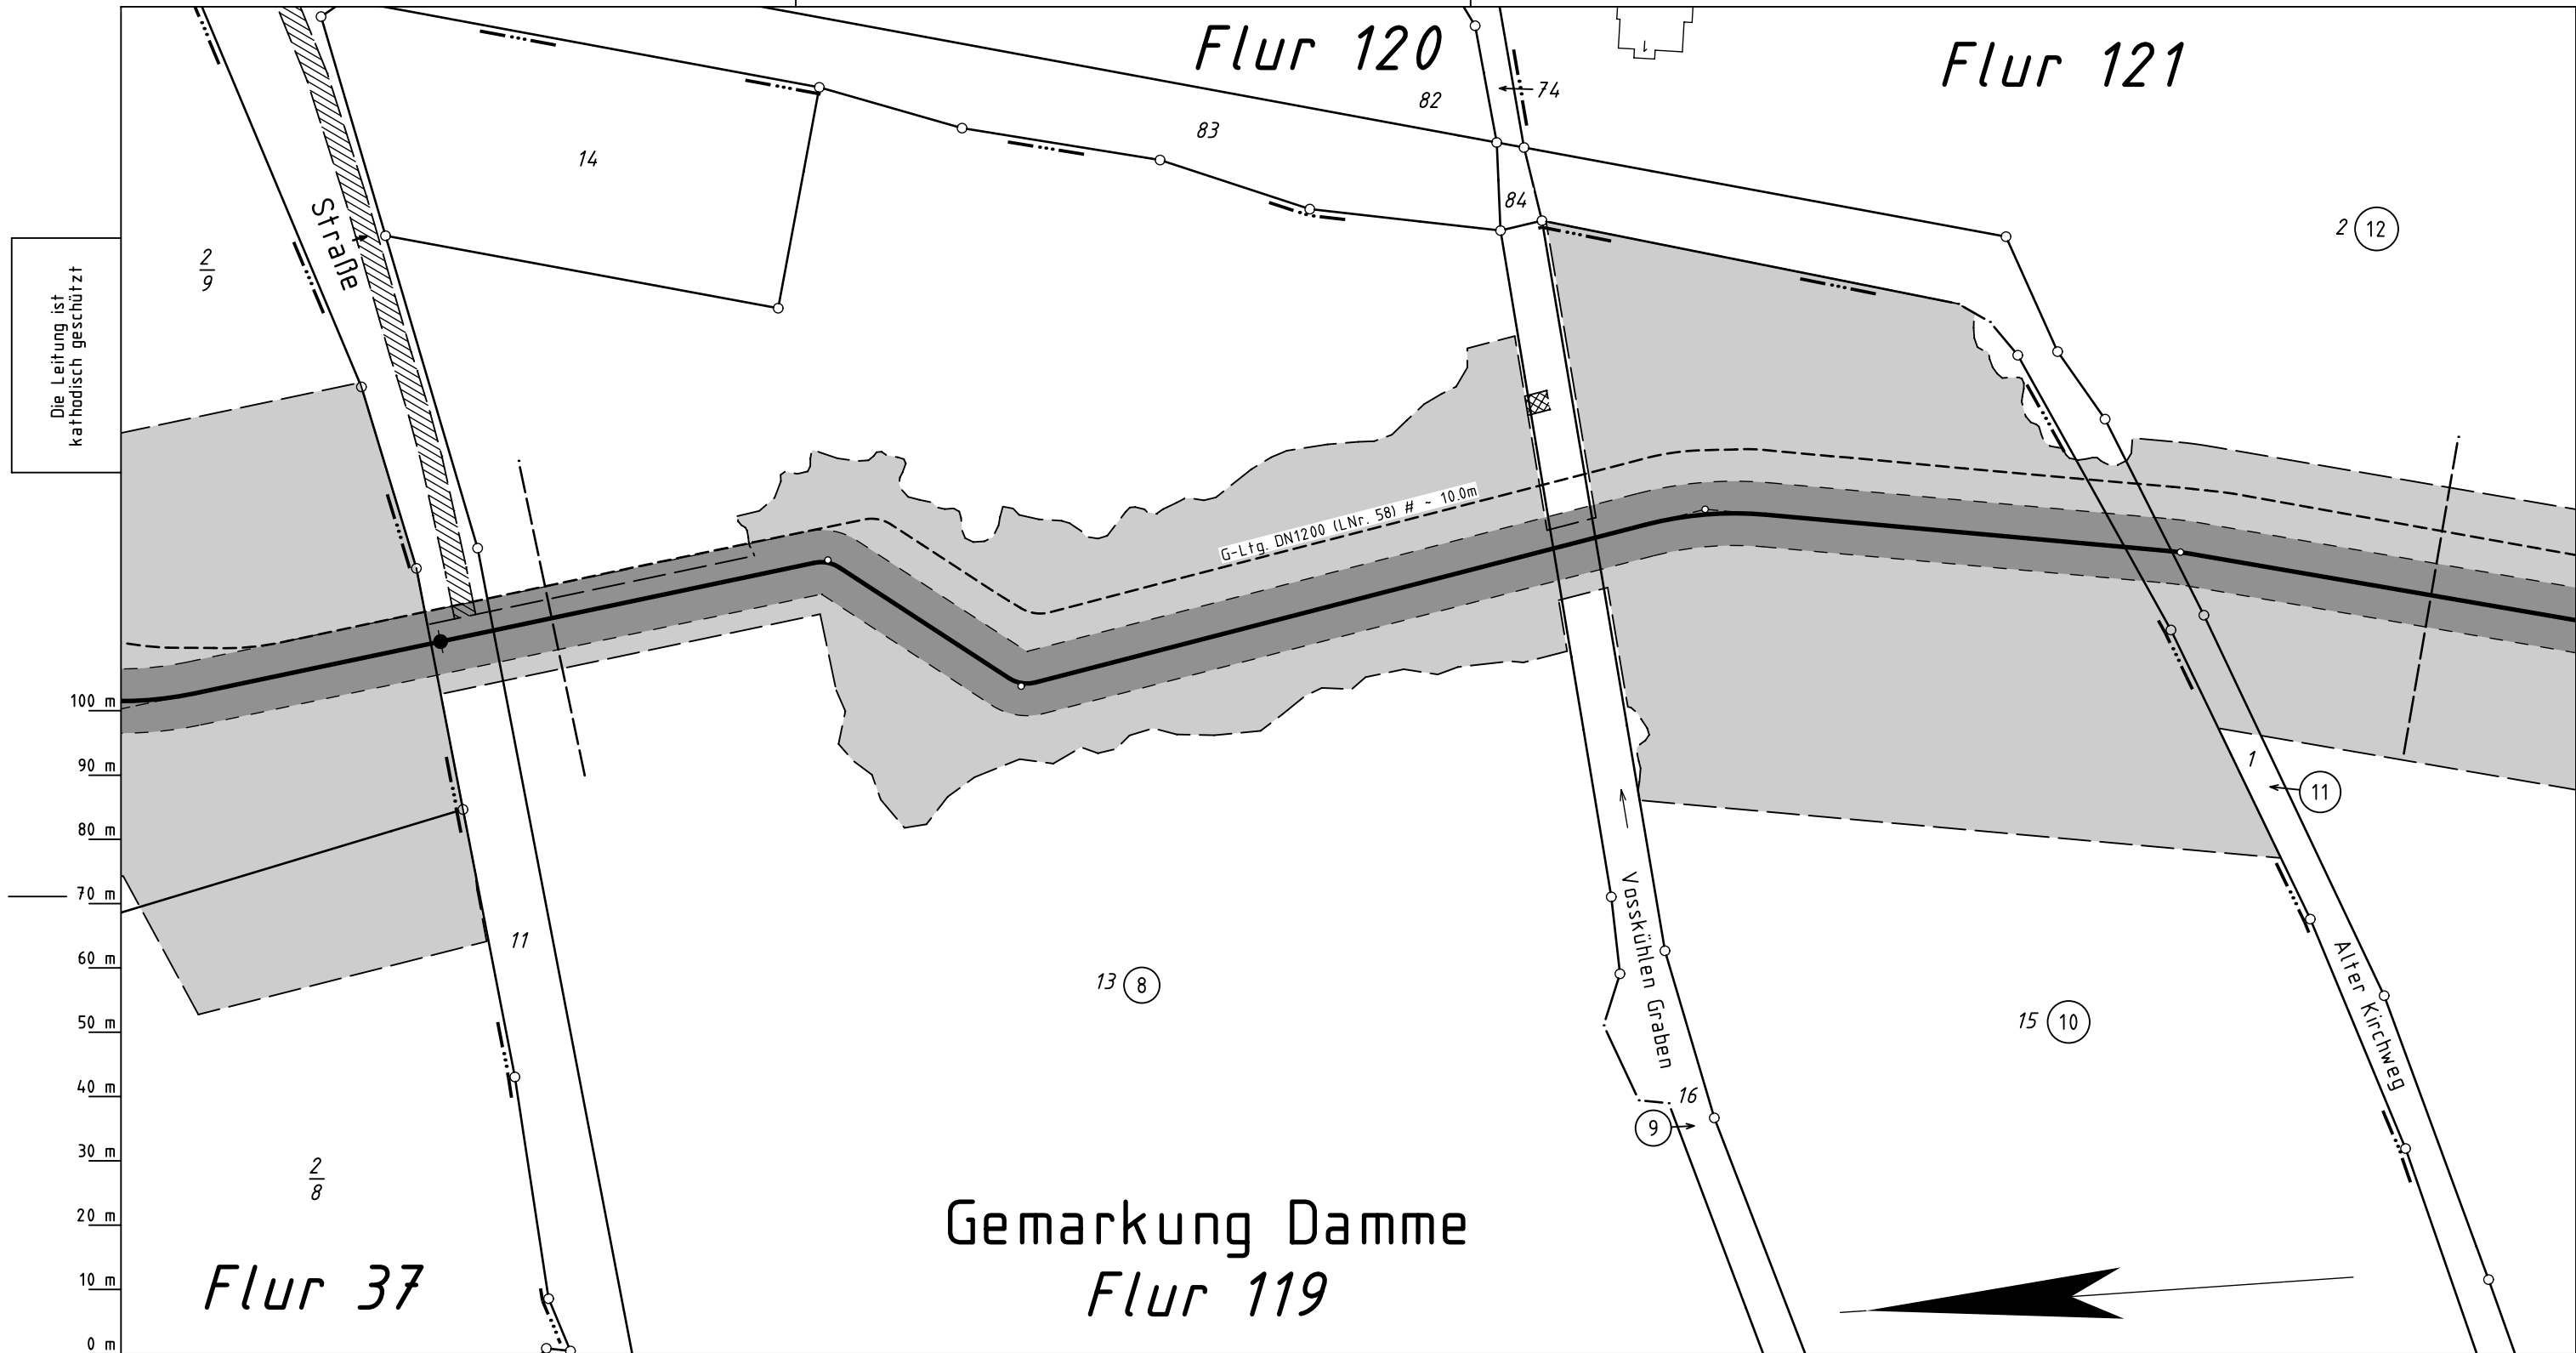 Flur 120
Flur 121
74
82
83
14
84
Straße
2 12
2
9
Die Leitung ist
kathodisch geschützt
G-Ltg. DN1200 (LNr. 58) # ~ 10.0m
100 m
90 m
80 m
70 m
60 m
50 m
40 m
30 m
20 m
10 m
0 m
1
11
11
Vosskühlen Graben
Alter Kirchweg
13 8
15 10
16
9
2
8
Gemarkung Damme
Flur 37
Flur 119